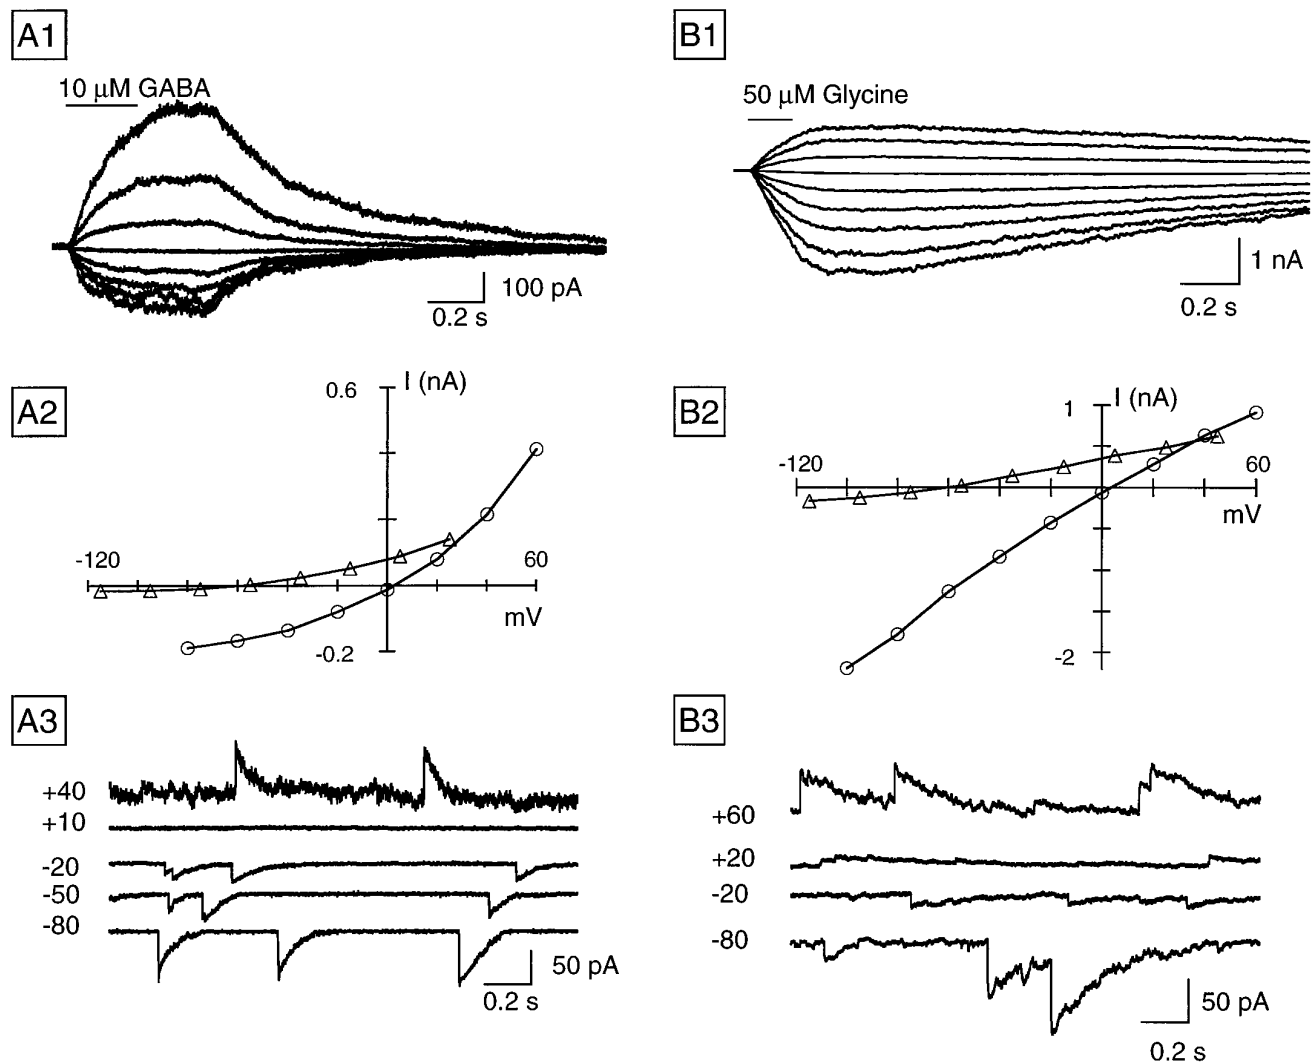 A1
10 μM GABA
100 pA
0.2 s
B1
50 μM Glycine
1 nA
0.2 s
A2
0.6
I (nA)
-120
60
mV
-0.2
B2
1
I (nA)
-120
60
mV
-2
A3
+40
+10
-20
-50
-80
50 pA
0.2 s
B3
+60
+20
-20
-80
50 pA
0.2 s